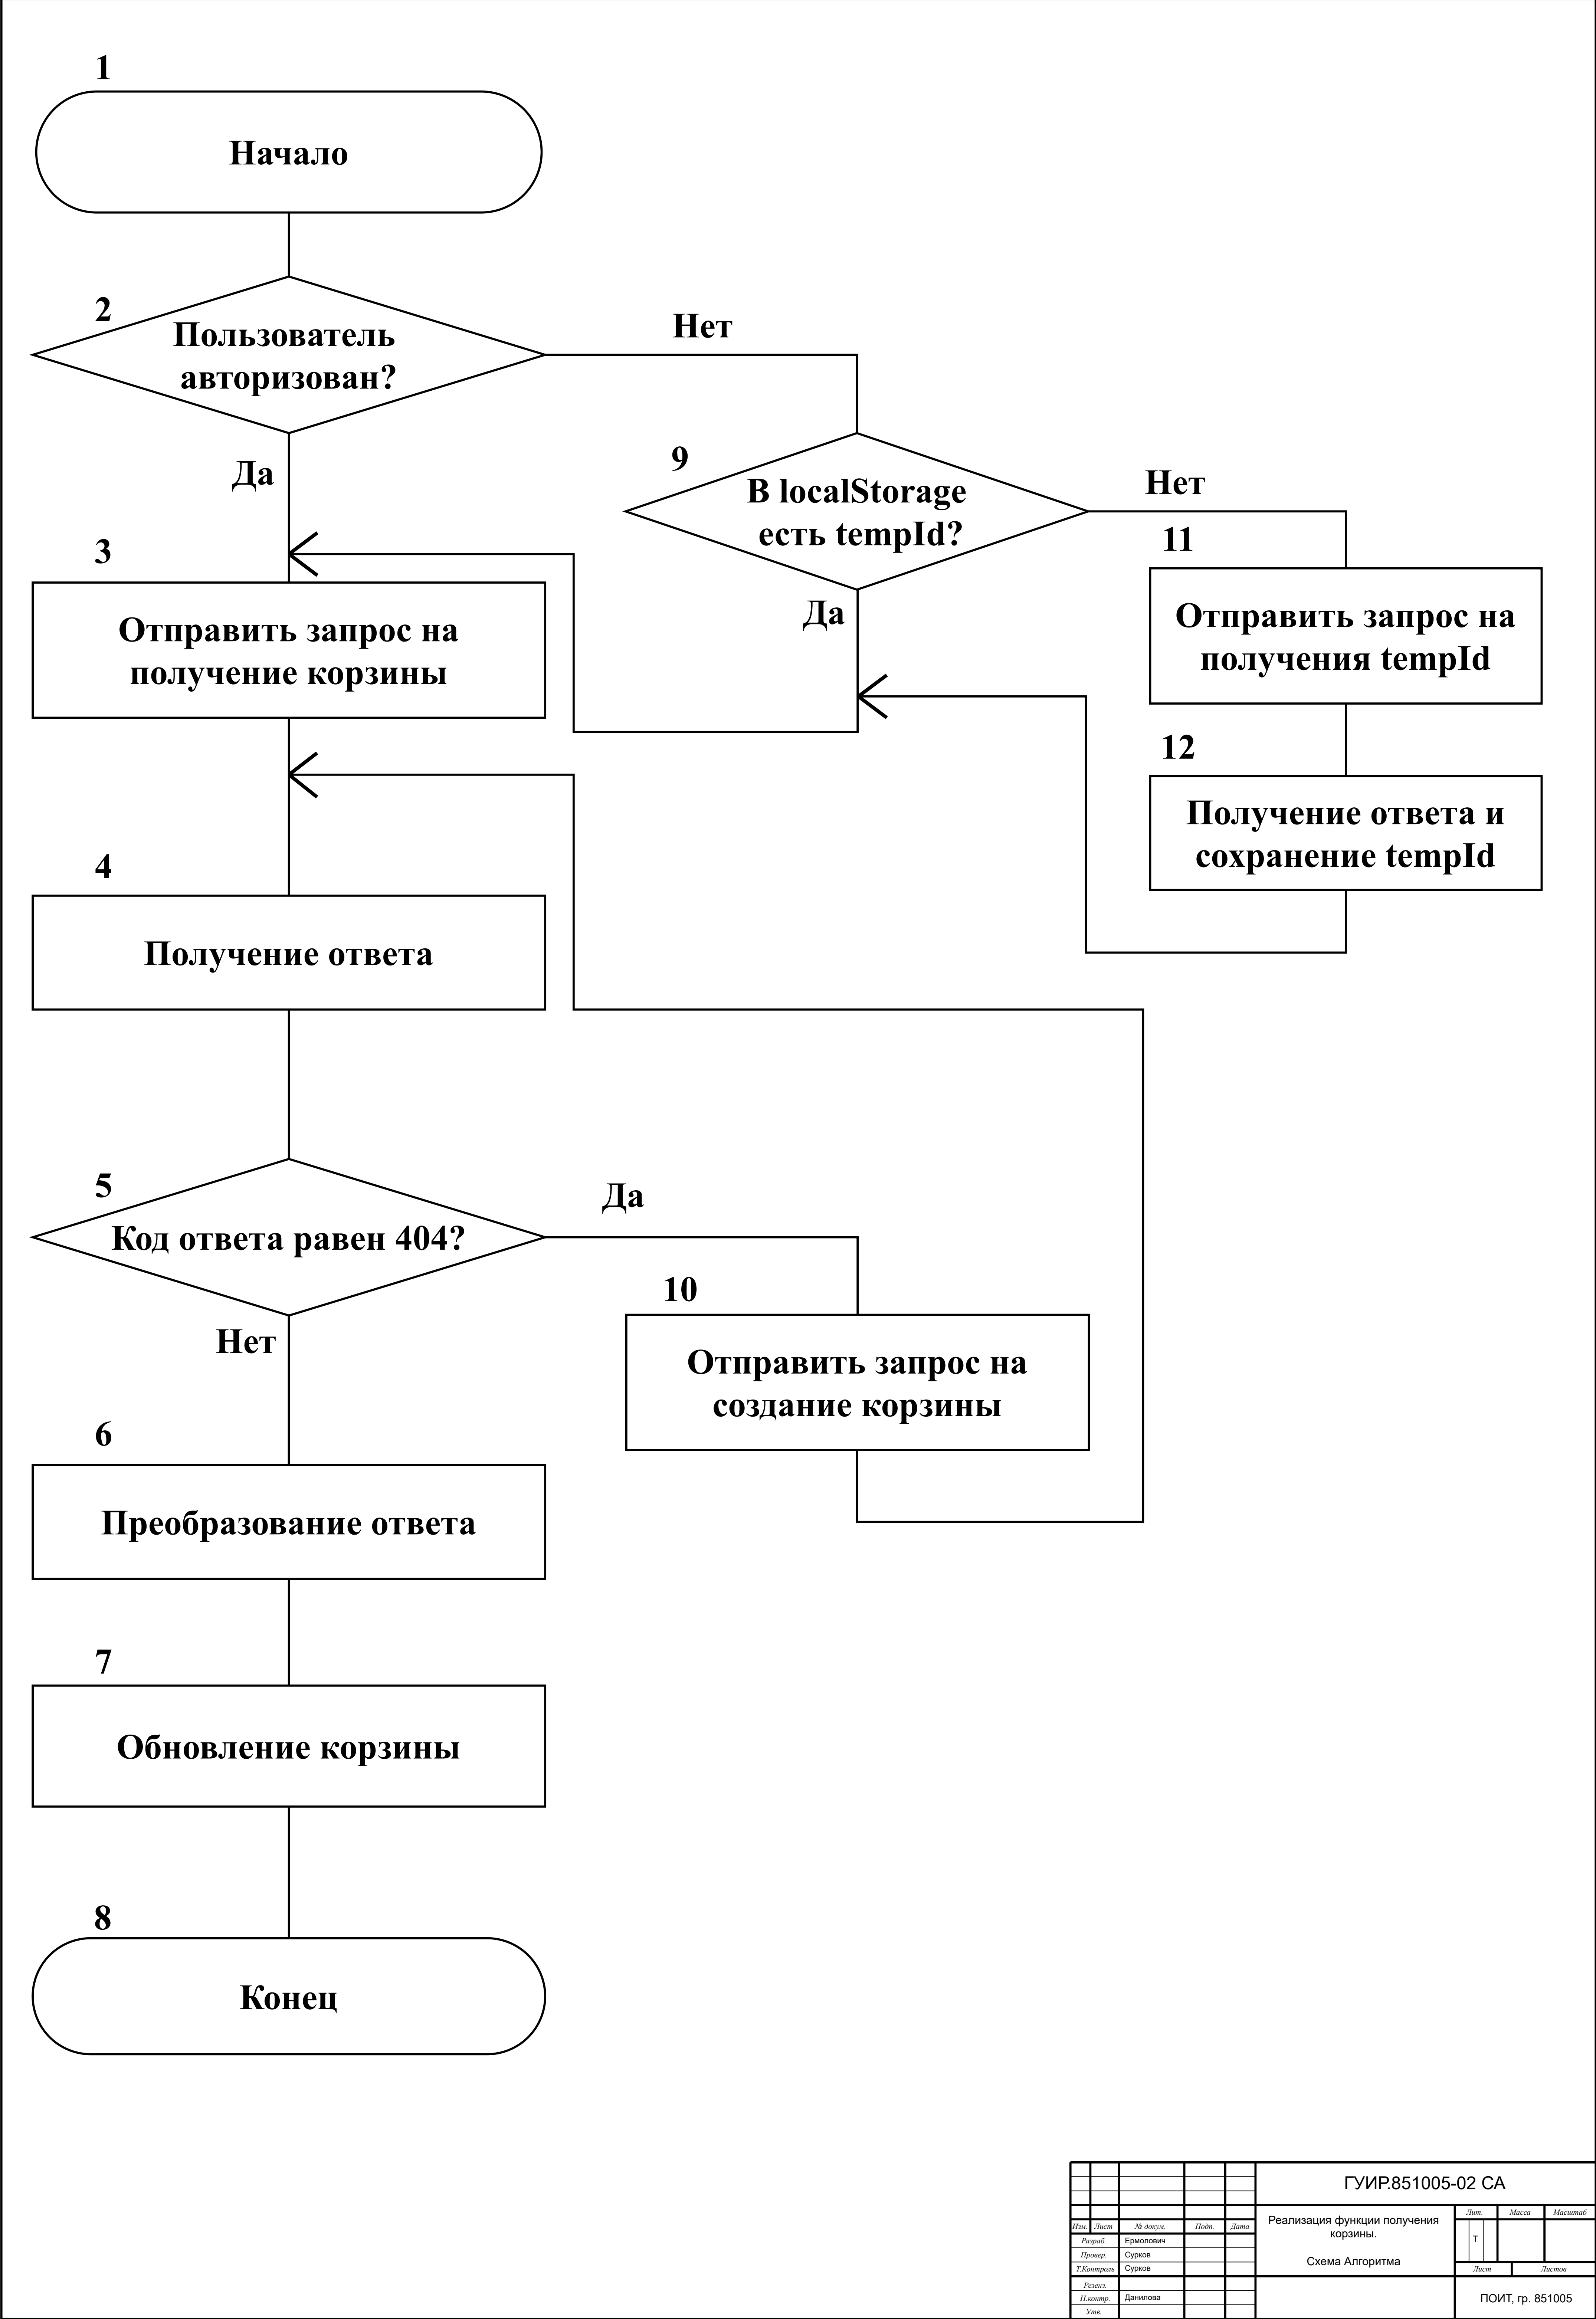 1
Начало
2
Пользователь
авторизован?
Нет
Да
9
В localStorage
есть tempId?
Нет
Да
3
Отправить запрос на
получение корзины
11
Отправить запрос на
получения tempId
12
Получение ответа и
сохранение tempId
4
Получение ответа
5
Код ответа равен 404?
Да
Нет
10
Отправить запрос на
создание корзины
6
Преобразование ответа
7
Обновление корзины
8
Конец
ГУИР.851005-02 СА
Изм. Лист № докум. Подп. Дата
Разраб. Ермолович
Провер. Сурков
Т.Контроль Сурков
Реценз.
Н.контр. Данилова
Утв.
Реализация функции получения
корзины.
Схема Алгоритма
Лит. Масса Масштаб
Т
Лист Листов
ПОИТ, гр. 851005